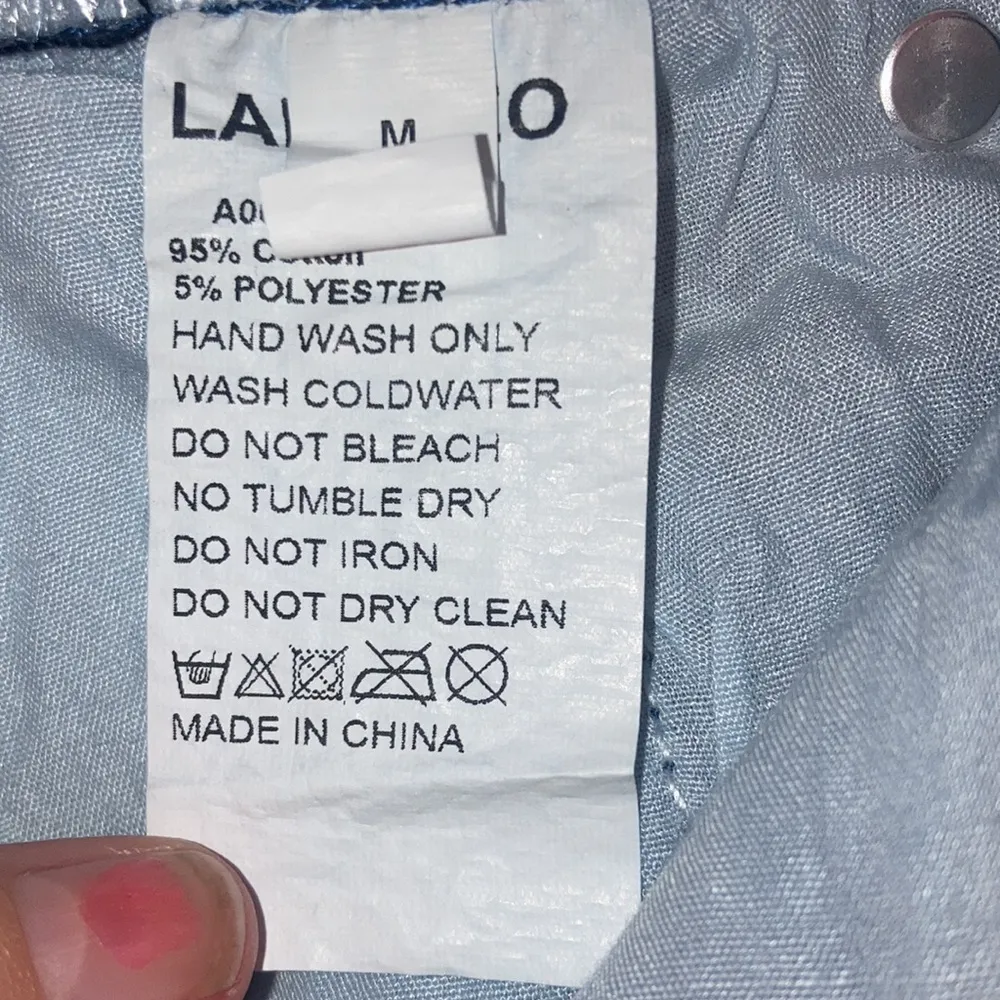 M
95%
5% POLYESTER
HAND WASH ONLY
WASH COLDWATER
DO NOT BLEACH
NO TUMBLE DRY
DO NOT IRON
DO NOT DRY CLEAN
MADE IN CHINA